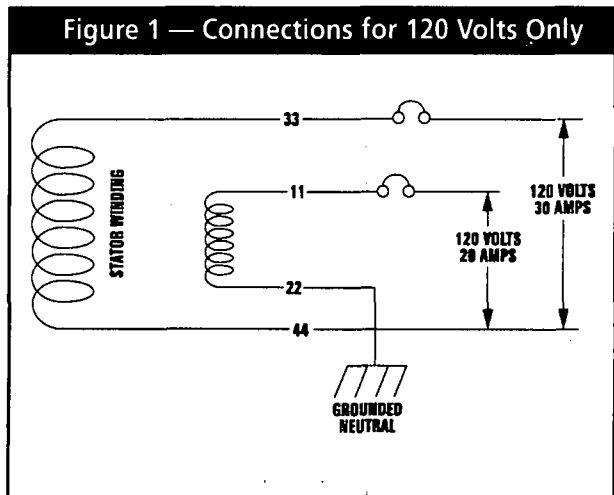 Figure 1 — Connections for 120 Volts Only
33
STATOR WINDING
11
120 VOLTS
30 AMPS
120 VOLTS
20 AMPS
22
44
GROUNDED
NEUTRAL